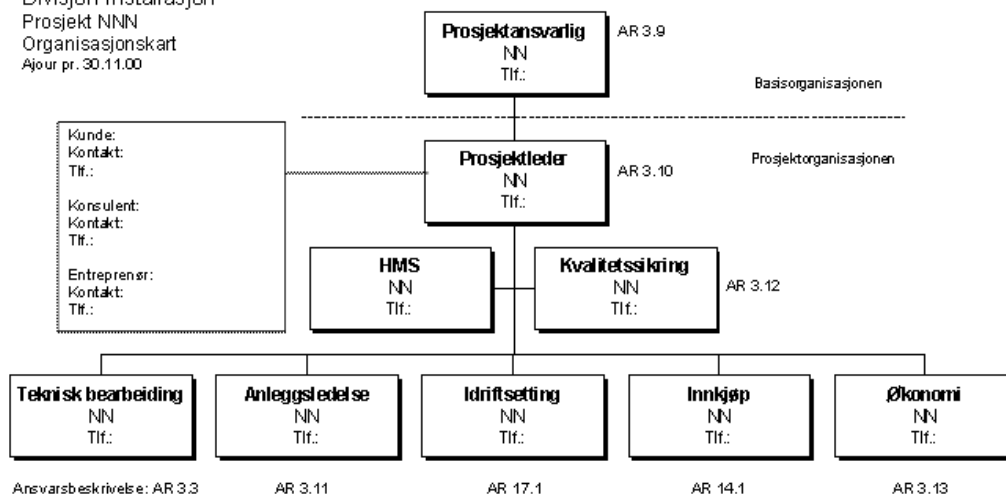 Divisjon Installasjon
Prosjekt NNN
Organisasjonskart
Ajour pr. 30.11.00
Prosjektansvarlig
NN
Tlf.:
AR 3.9
Basisorganisasjonen
Prosjektorganisasjonen
Kunde:
Kontakt:
Tlf.:
Konsulent:
Kontakt:
Tlf.:
Entreprenør:
Kontakt:
Tlf.:
Prosjektleder
NN
Tlf.:
AR 3.10
HMS
NN
Tlf.:
Kvalitetssikring
NN
Tlf.:
AR 3.12
Teknisk bearbeiding
NN
Tlf.:
Anleggsledelse
NN
Tlf.:
Idriftsetting
NN
Tlf.:
Innkjøp
NN
Tlf.:
Økonomi
NN
Tlf.:
Ansvarsbeskrivelse: AR 3.3
AR 3.11
AR 17.1
AR 14.1
AR 3.13